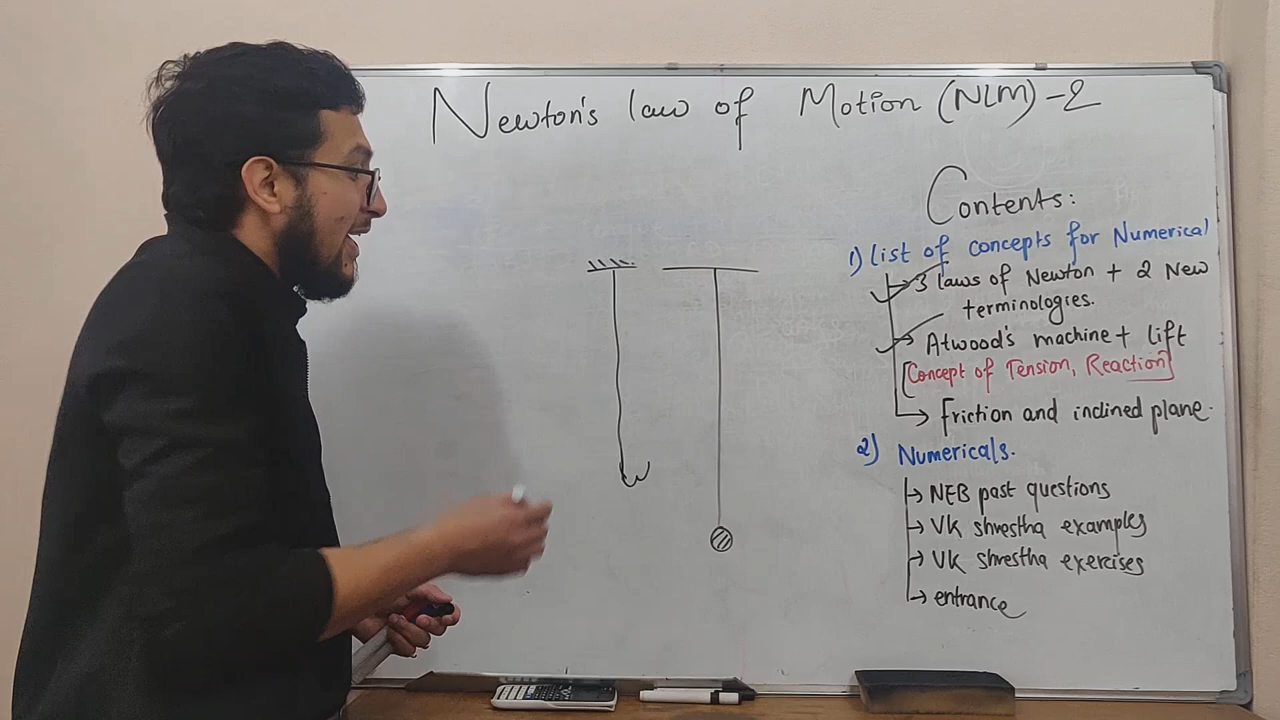 Newton's law of Motion (NLM)-2
Contents:
1) list of concepts for Numerical
→ 3 laws of Newton + 2 New
terminologies.
→ Atwood's machine + lift
[Concept of Tension, Reaction]
→ friction and inclined plane.
2) Numericals.
→ NEB past questions
→ VK shrestha examples
→ VK shrestha exercises
→ entrance